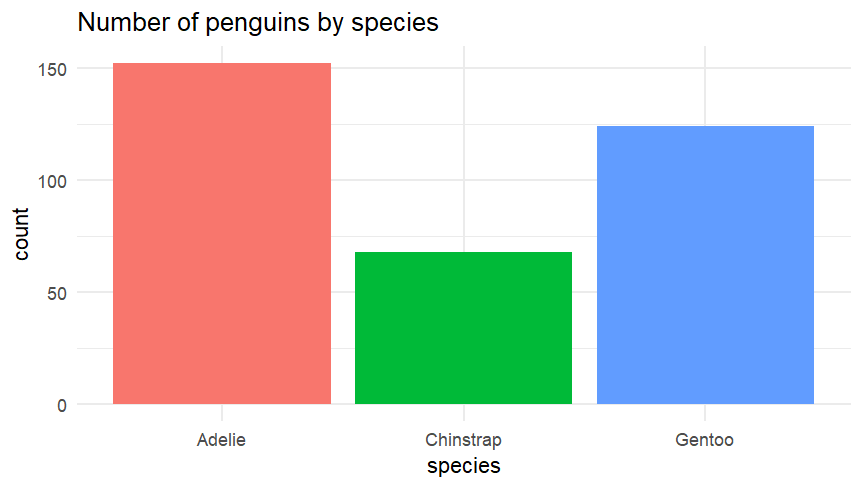 Number of penguins by species
150
100
50
0
count
Adelie Chinstrap Gentoo
species